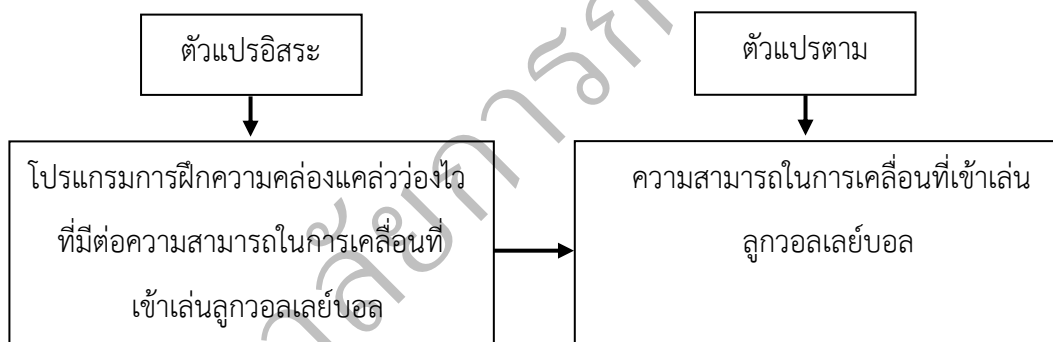 ตัวแปรอิสระ
ตัวแปรตาม
โปรแกรมการฝึกความคล่องแคล่วว่องไว
ที่มีต่อความสามารถในการเคลื่อนที่
เข้าเล่นลูกวอลเลย์บอล
ความสามารถในการเคลื่อนที่เข้าเล่น
ลูกวอลเลย์บอล